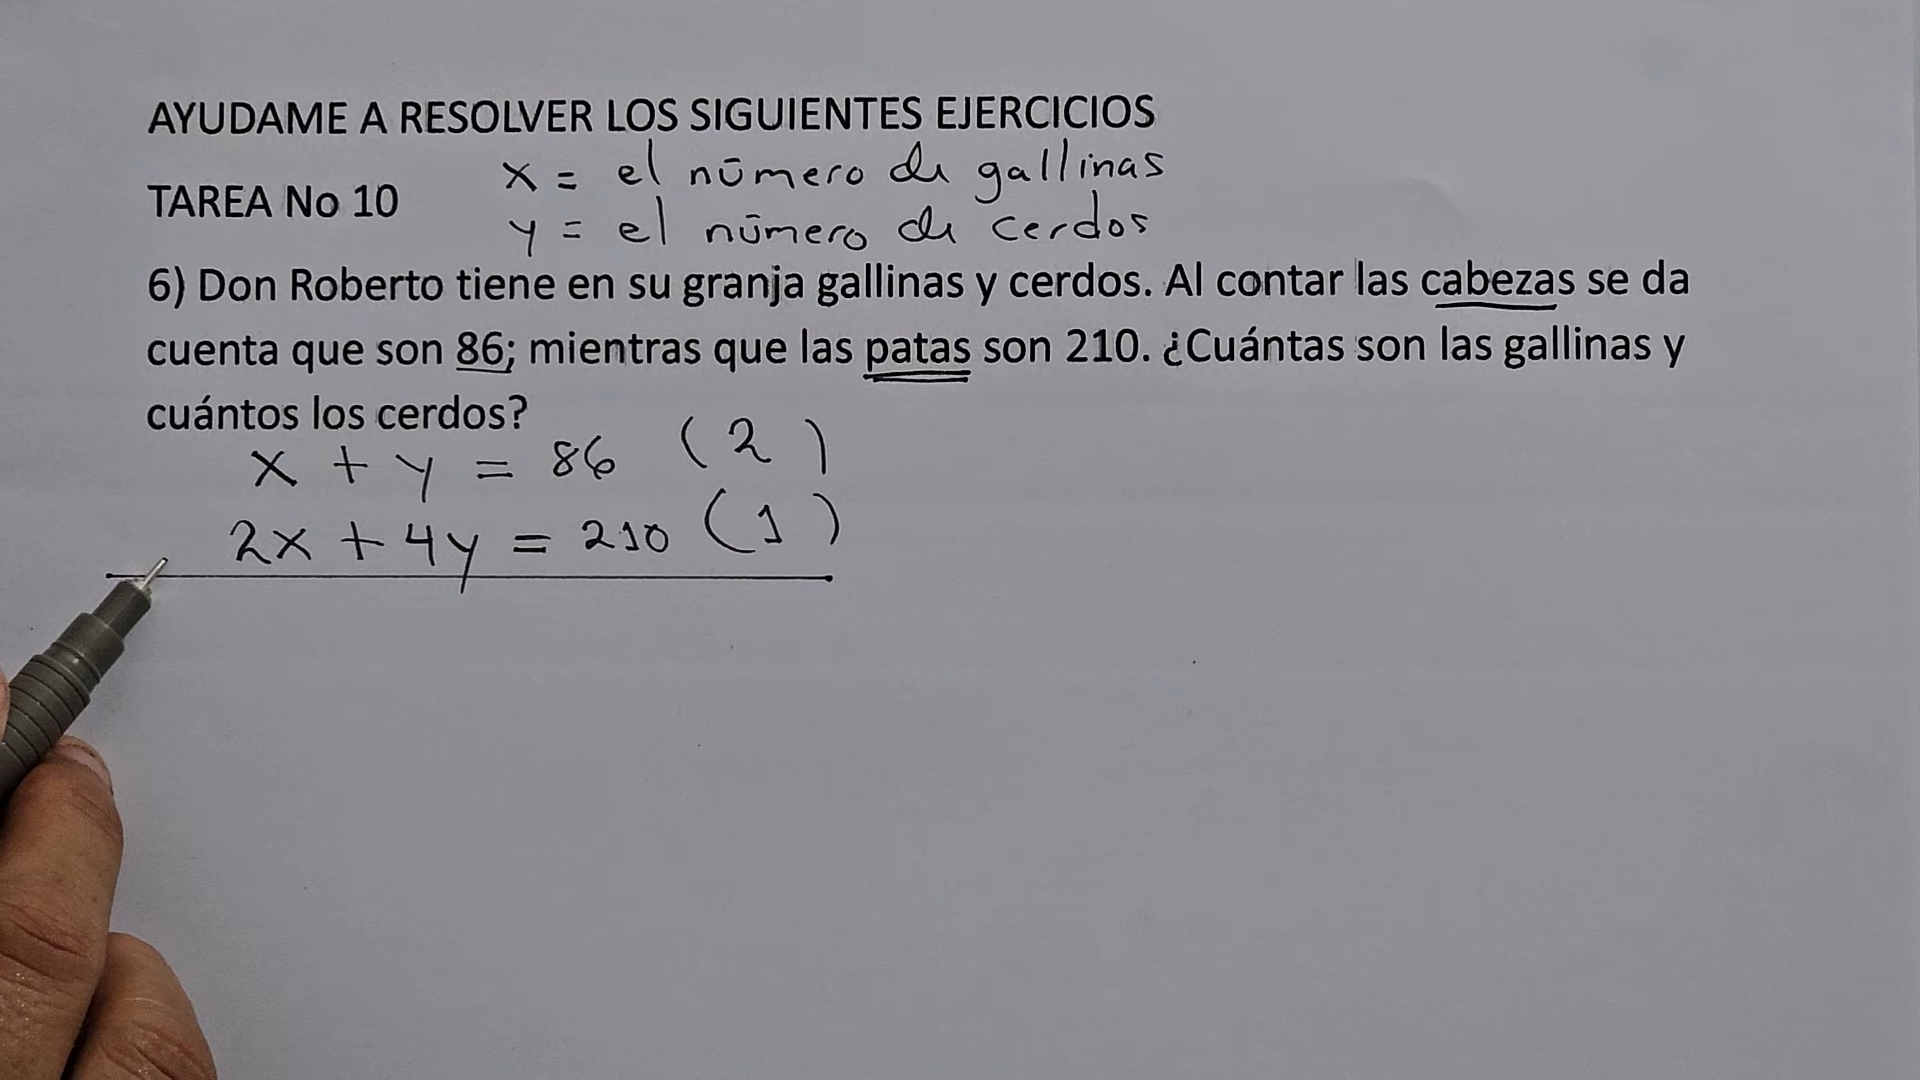 AYUDAME A RESOLVER LOS SIGUIENTES EJERCICIOS
x = el número de gallinas
TAREA No 10
y = el número de cerdos
6) Don Roberto tiene en su granja gallinas y cerdos. Al contar las cabezas se da
cuenta que son 86; mientras que las patas son 210. ¿Cuántas son las gallinas y
cuántos los cerdos?
x + y = 86 (2)
2x + 4y = 210 (1)